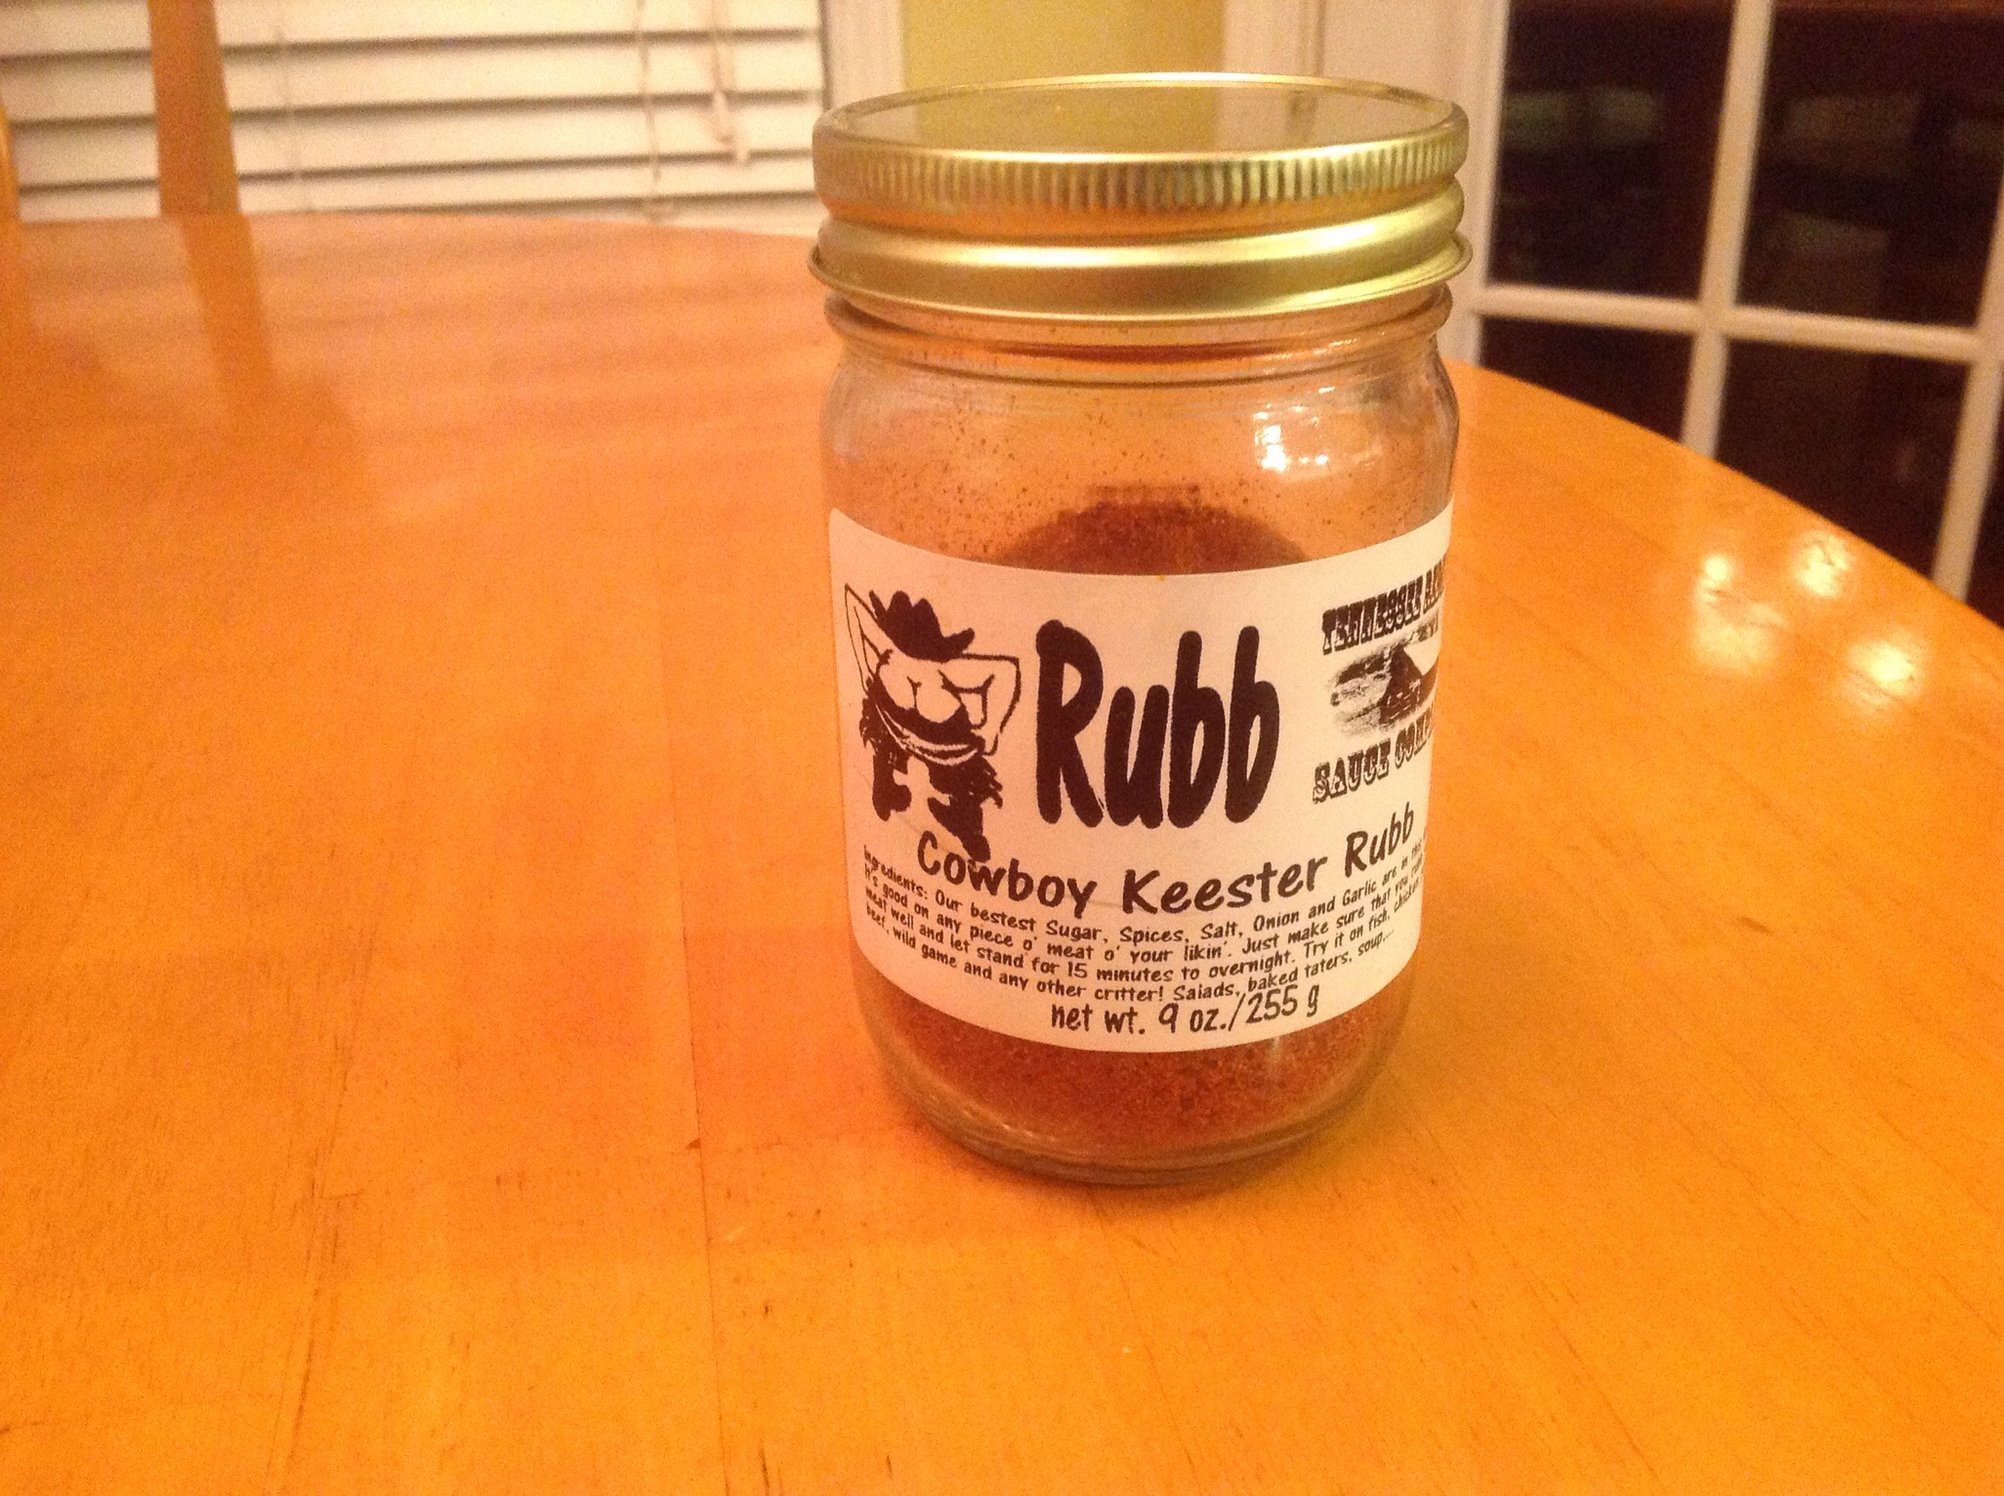 Rubb
TENNESSEE
SAUCE
Cowboy Keester Rubb
Ingredients: Our bestest Sugar, Spices, Salt, Onion and Garlic are in this
It's good on any piece o' meat o' your likin'. Just make sure that you rubb
meat well and let stand for 15 minutes to overnight. Try it on fish, chicken
beef, wild game and any other critter! Salads, baked taters, soup....
net wt. 9 oz./255 g